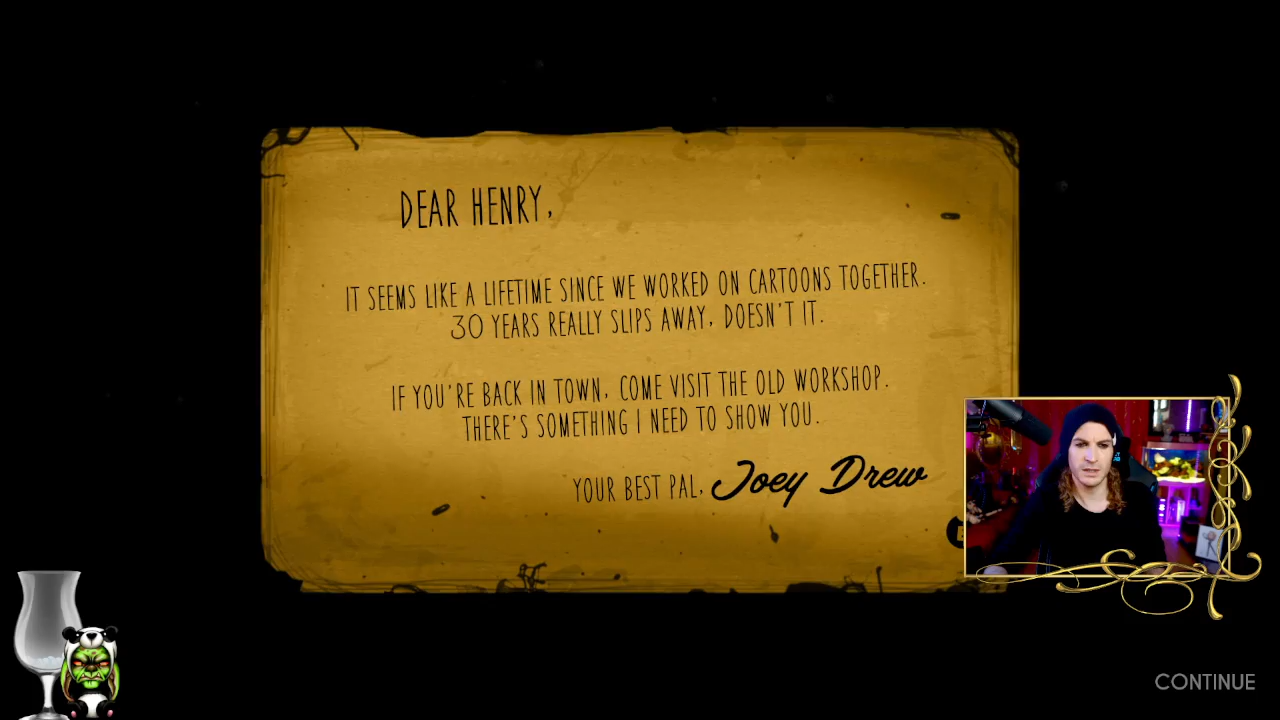 DEAR HENRY,
IT SEEMS LIKE A LIFETIME SINCE WE WORKED ON CARTOONS TOGETHER.
30 YEARS REALLY SLIPS AWAY, DOESN'T IT.
IF YOU'RE BACK IN TOWN, COME VISIT THE OLD WORKSHOP.
THERE'S SOMETHING I NEED TO SHOW YOU.
YOUR BEST PAL, Joey Drew
CONTINUE